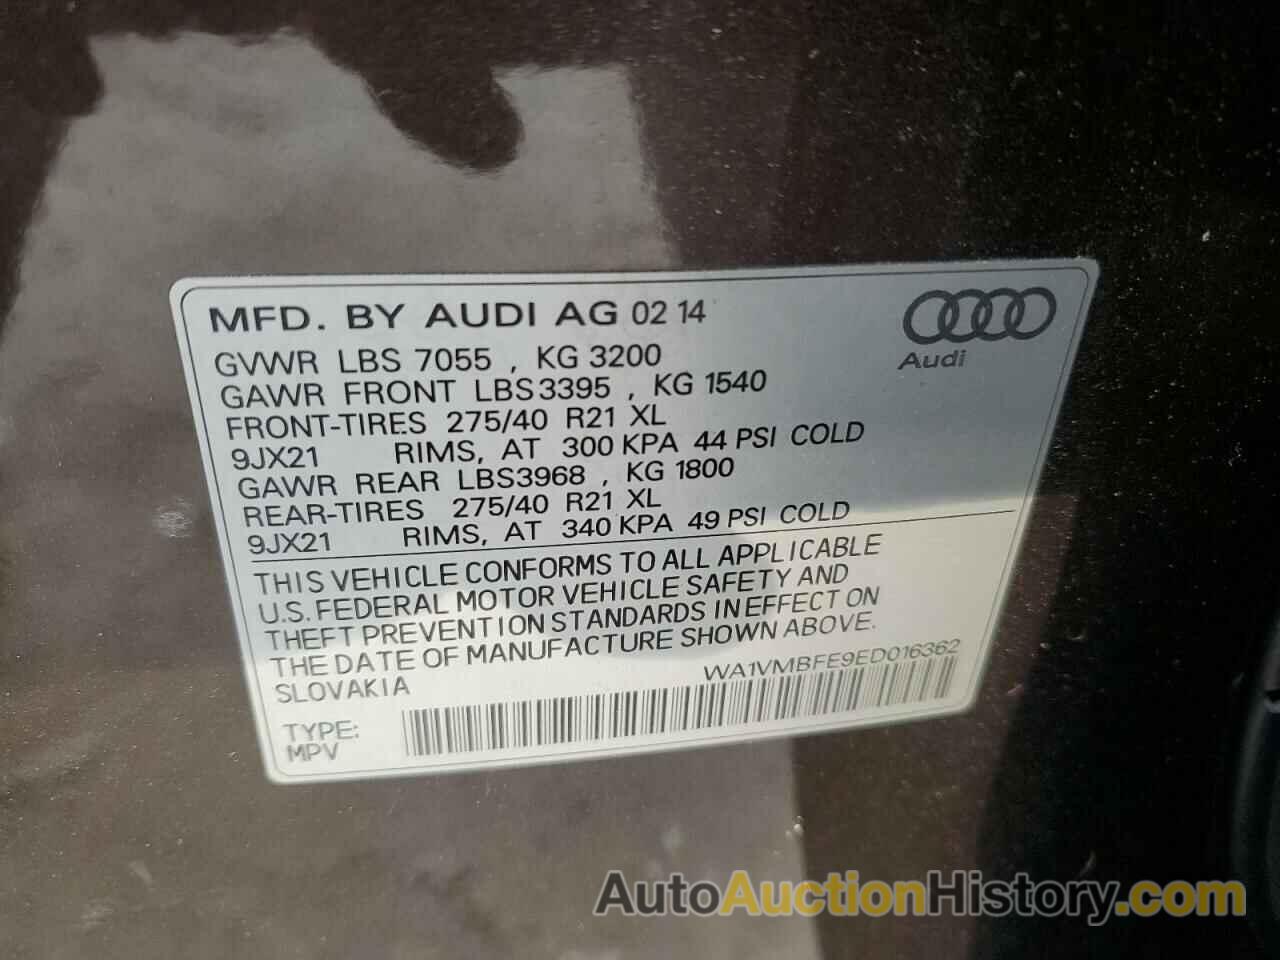 MFD. BY AUDI AG 02 14
Audi
GVWR LBS 7055 , KG 3200
GAWR FRONT LBS3395 , KG 1540
FRONT-TIRES 275/40 R21 XL
9JX21 RIMS, AT 300 KPA 44 PSI COLD
GAWR REAR LBS3968 , KG 1800
REAR-TIRES 275/40 R21 XL
9JX21 RIMS, AT 340 KPA 49 PSI COLD
THIS VEHICLE CONFORMS TO ALL APPLICABLE
U.S. FEDERAL MOTOR VEHICLE SAFETY AND
THEFT PREVENTION STANDARDS IN EFFECT ON
THE DATE OF MANUFACTURE SHOWN ABOVE.
SLOVAKIA WA1VMBFE9ED016362
TYPE:
MPV
AutoAuctionHistory.com